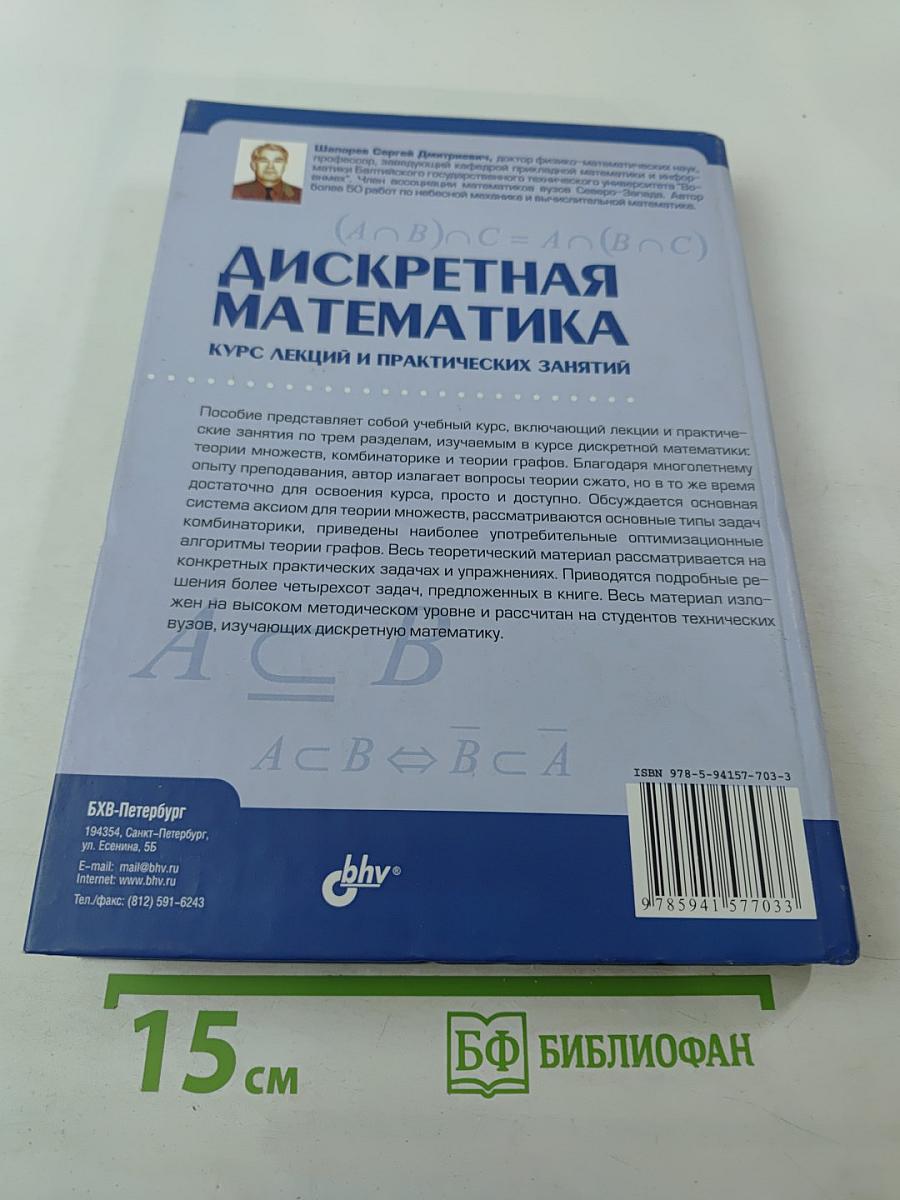 Шапорев Сергей Дмитриевич, доктор физико-математических наук,
профессор, заведующий кафедрой прикладной математики и инфор-
матики Балтийского государственного технического университета "Во-
енмех". Член ассоциации математиков вузов Северо-Запада. Автор
более 50 работ по небесной механике и вычислительной математике.
(A∩B)∩C = A∩(B∩C)
ДИСКРЕТНАЯ
МАТЕМАТИКА
КУРС ЛЕКЦИЙ И ПРАКТИЧЕСКИХ ЗАНЯТИЙ
Пособие представляет собой учебный курс, включающий лекции и практиче-
ские занятия по трем разделам, изучаемым в курсе дискретной математики:
теории множеств, комбинаторике и теории графов. Благодаря многолетнему
опыту преподавания, автор излагает вопросы теории сжато, но в то же время
достаточно для освоения курса, просто и доступно. Обсуждается основная
система аксиом для теории множеств, рассматриваются основные типы задач
комбинаторики, приведены наиболее употребительные оптимизационные
алгоритмы теории графов. Весь теоретический материал рассматривается на
конкретных практических задачах и упражнениях. Приводятся подробные ре-
шения более четырехсот задач, предложенных в книге. Весь материал изло-
жен на высоком методическом уровне и рассчитан на студентов технических
вузов, изучающих дискретную математику.
A ⊆ B
A ⊂ B ⇔ B̅ ⊂ A̅
ISBN 978-5-94157-703-3
9 785941 577033
БХВ-Петербург
194354, Санкт-Петербург,
ул. Есенина, 5Б
E-mail: mail@bhv.ru
Internet: www.bhv.ru
Тел./факс: (812) 591-6243
bhv®
15 см
БФ БИБЛИОФАН